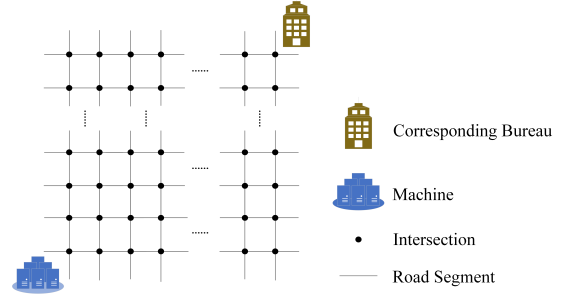 Corresponding Bureau
Machine
Intersection
Road Segment